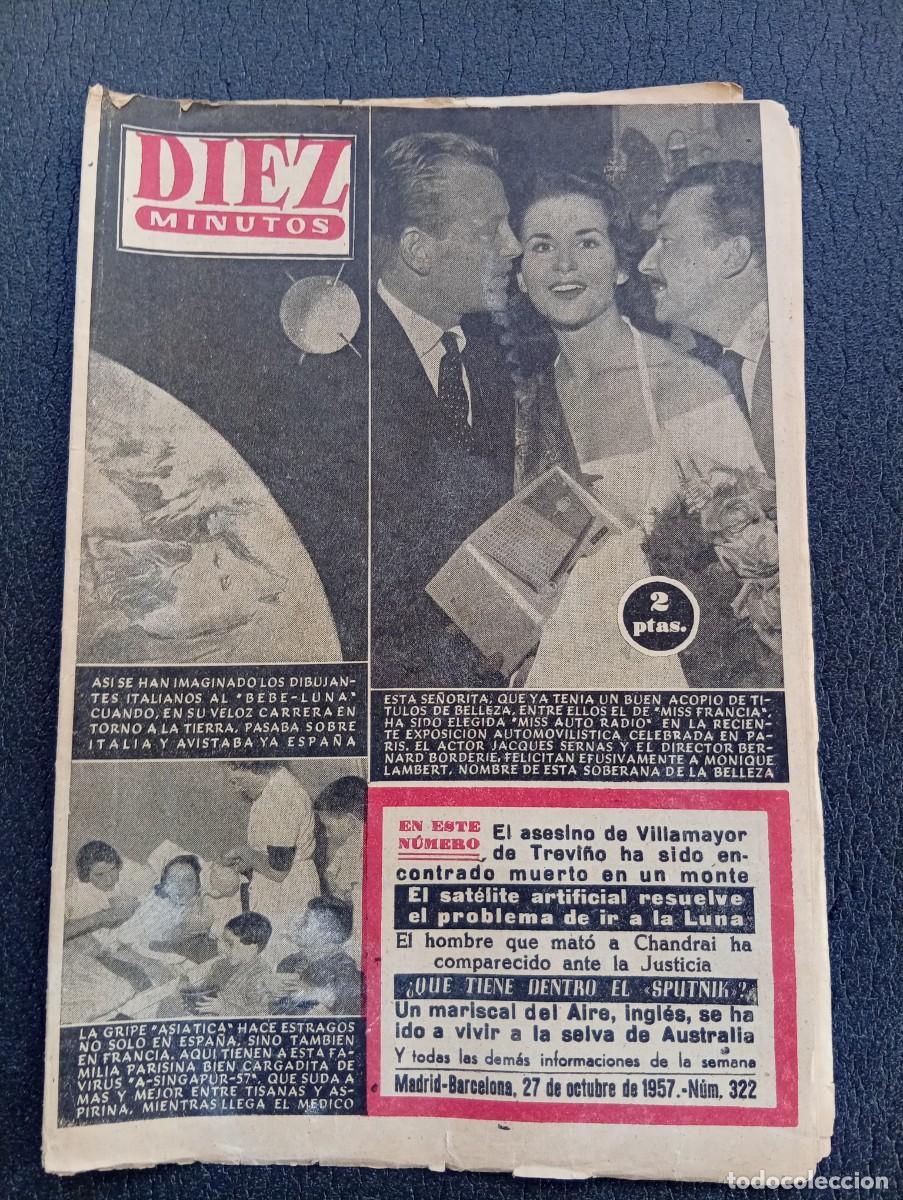 DIEZ
MINUTOS
2
ptas.
ASI SE HAN IMAGINADO LOS DIBUJAN-
TES ITALIANOS AL "BEBE-LUNA",
CUANDO, EN SU VELOZ CARRERA EN
TORNO A LA TIERRA, PASABA SOBRE
ITALIA Y AVISTABA YA ESPAÑA
ESTA SEÑORITA, QUE YA TENIA UN BUEN ACOPIO DE TI-
TULOS DE BELLEZA, ENTRE ELLOS EL DE "MISS FRANCIA",
HA SIDO ELEGIDA "MISS AUTO RADIO" EN LA RECIEN-
TE EXPOSICION AUTOMOVILISTICA, CELEBRADA EN PA-
RIS. EL ACTOR JACQUES SERNAS Y EL DIRECTOR BER-
NARD BORDERIE, FELICITAN EFUSIVAMENTE A MONIQUE
LAMBERT, NOMBRE DE ESTA SOBERANA DE LA BELLEZA
LA GRIPE "ASIATICA" HACE ESTRAGOS
NO SOLO EN ESPAÑA, SINO TAMBIEN
EN FRANCIA. AQUI TIENEN A ESTA FA-
MILIA PARISINA BIEN CARGADITA DE
VIRUS "A-SINGAPUR-57", QUE SUDA A
MAS Y MEJOR ENTRE TISANAS Y AS-
PIRINA, MIENTRAS LLEGA EL MEDICO
EN ESTE
NÚMERO
El asesino de Villamayor
de Treviño ha sido en-
contrado muerto en un monte
El satélite artificial resuelve
el problema de ir a la Luna
El hombre que mató a Chandrai ha
comparecido ante la Justicia
¿QUE TIENE DENTRO EL «SPUTNIK»?
Un mariscal del Aire, inglés, se ha
ido a vivir a la selva de Australia
Y todas las demás informaciones de la semana
Madrid-Barcelona, 27 de octubre de 1957.-Núm. 322
todocoleccion